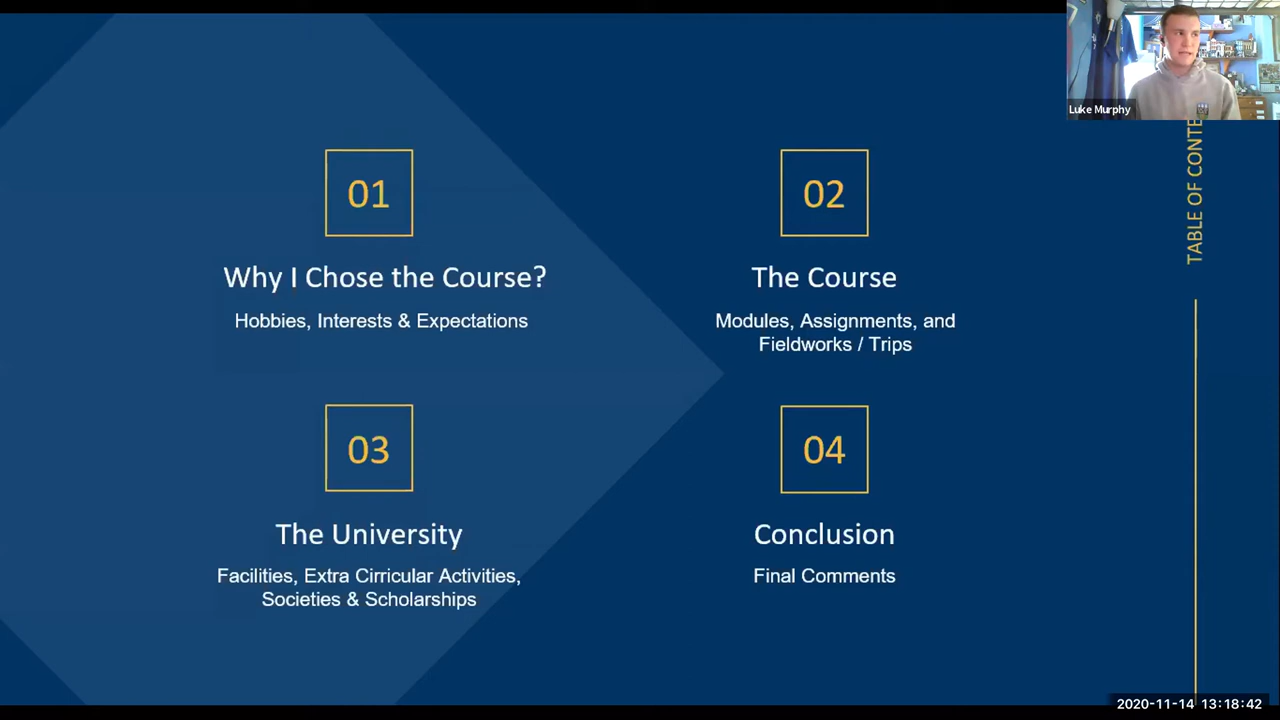 Luke Murphy
TABLE OF CONTE
01
Why I Chose the Course?
Hobbies, Interests & Expectations
02
The Course
Modules, Assignments, and
Fieldworks / Trips
03
The University
Facilities, Extra Cirricular Activities,
Societies & Scholarships
04
Conclusion
Final Comments
2020-11-14 13:18:42